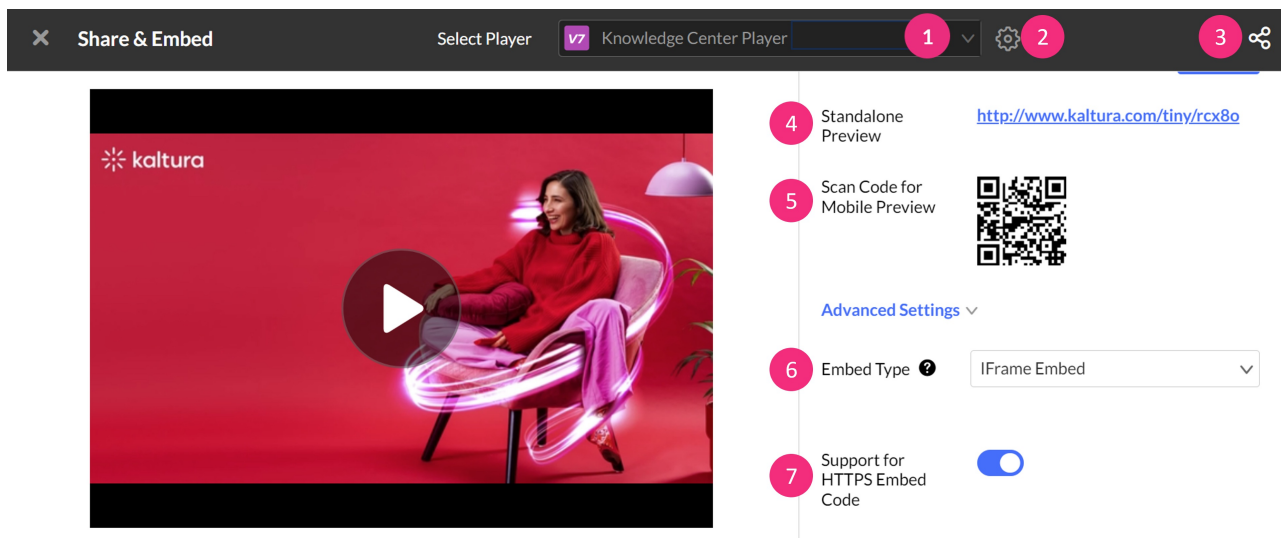 Share & Embed
Select Player
V7 Knowledge Center Player
1
2
3
kaltura
4
Standalone
Preview
http://www.kaltura.com/tiny/rcx8o
5
Scan Code for
Mobile Preview
Advanced Settings
6
Embed Type ?
IFrame Embed
7
Support for
HTTPS Embed
Code